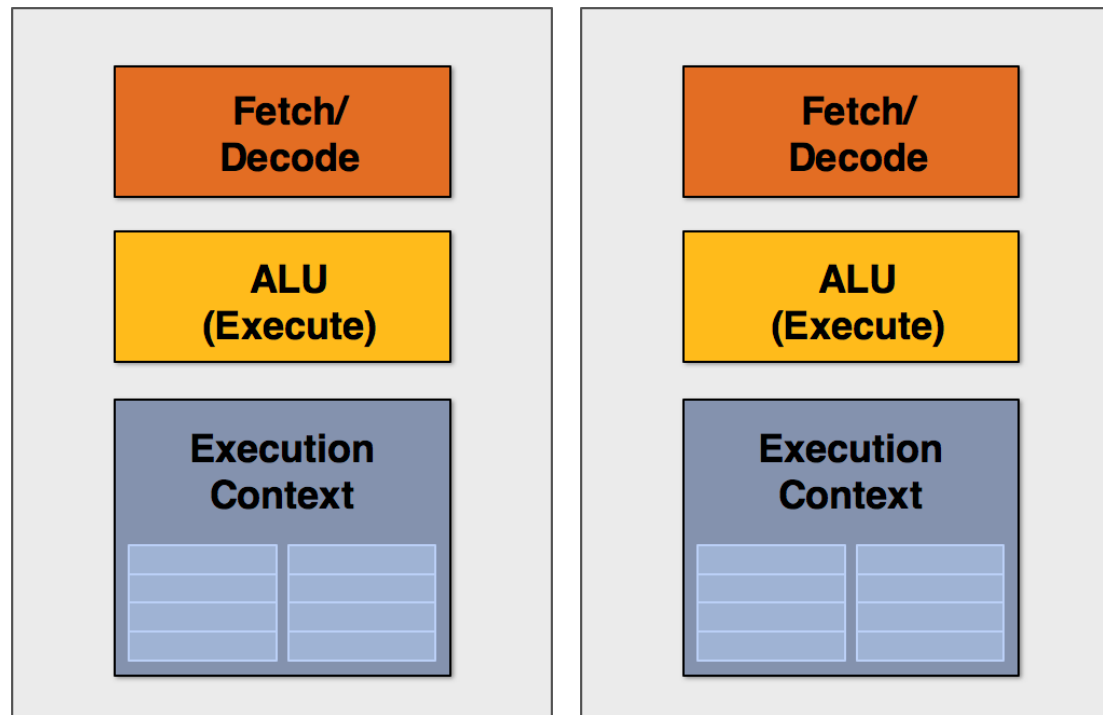 Fetch/
Decode
ALU
(Execute)
Execution
Context
Fetch/
Decode
ALU
(Execute)
Execution
Context